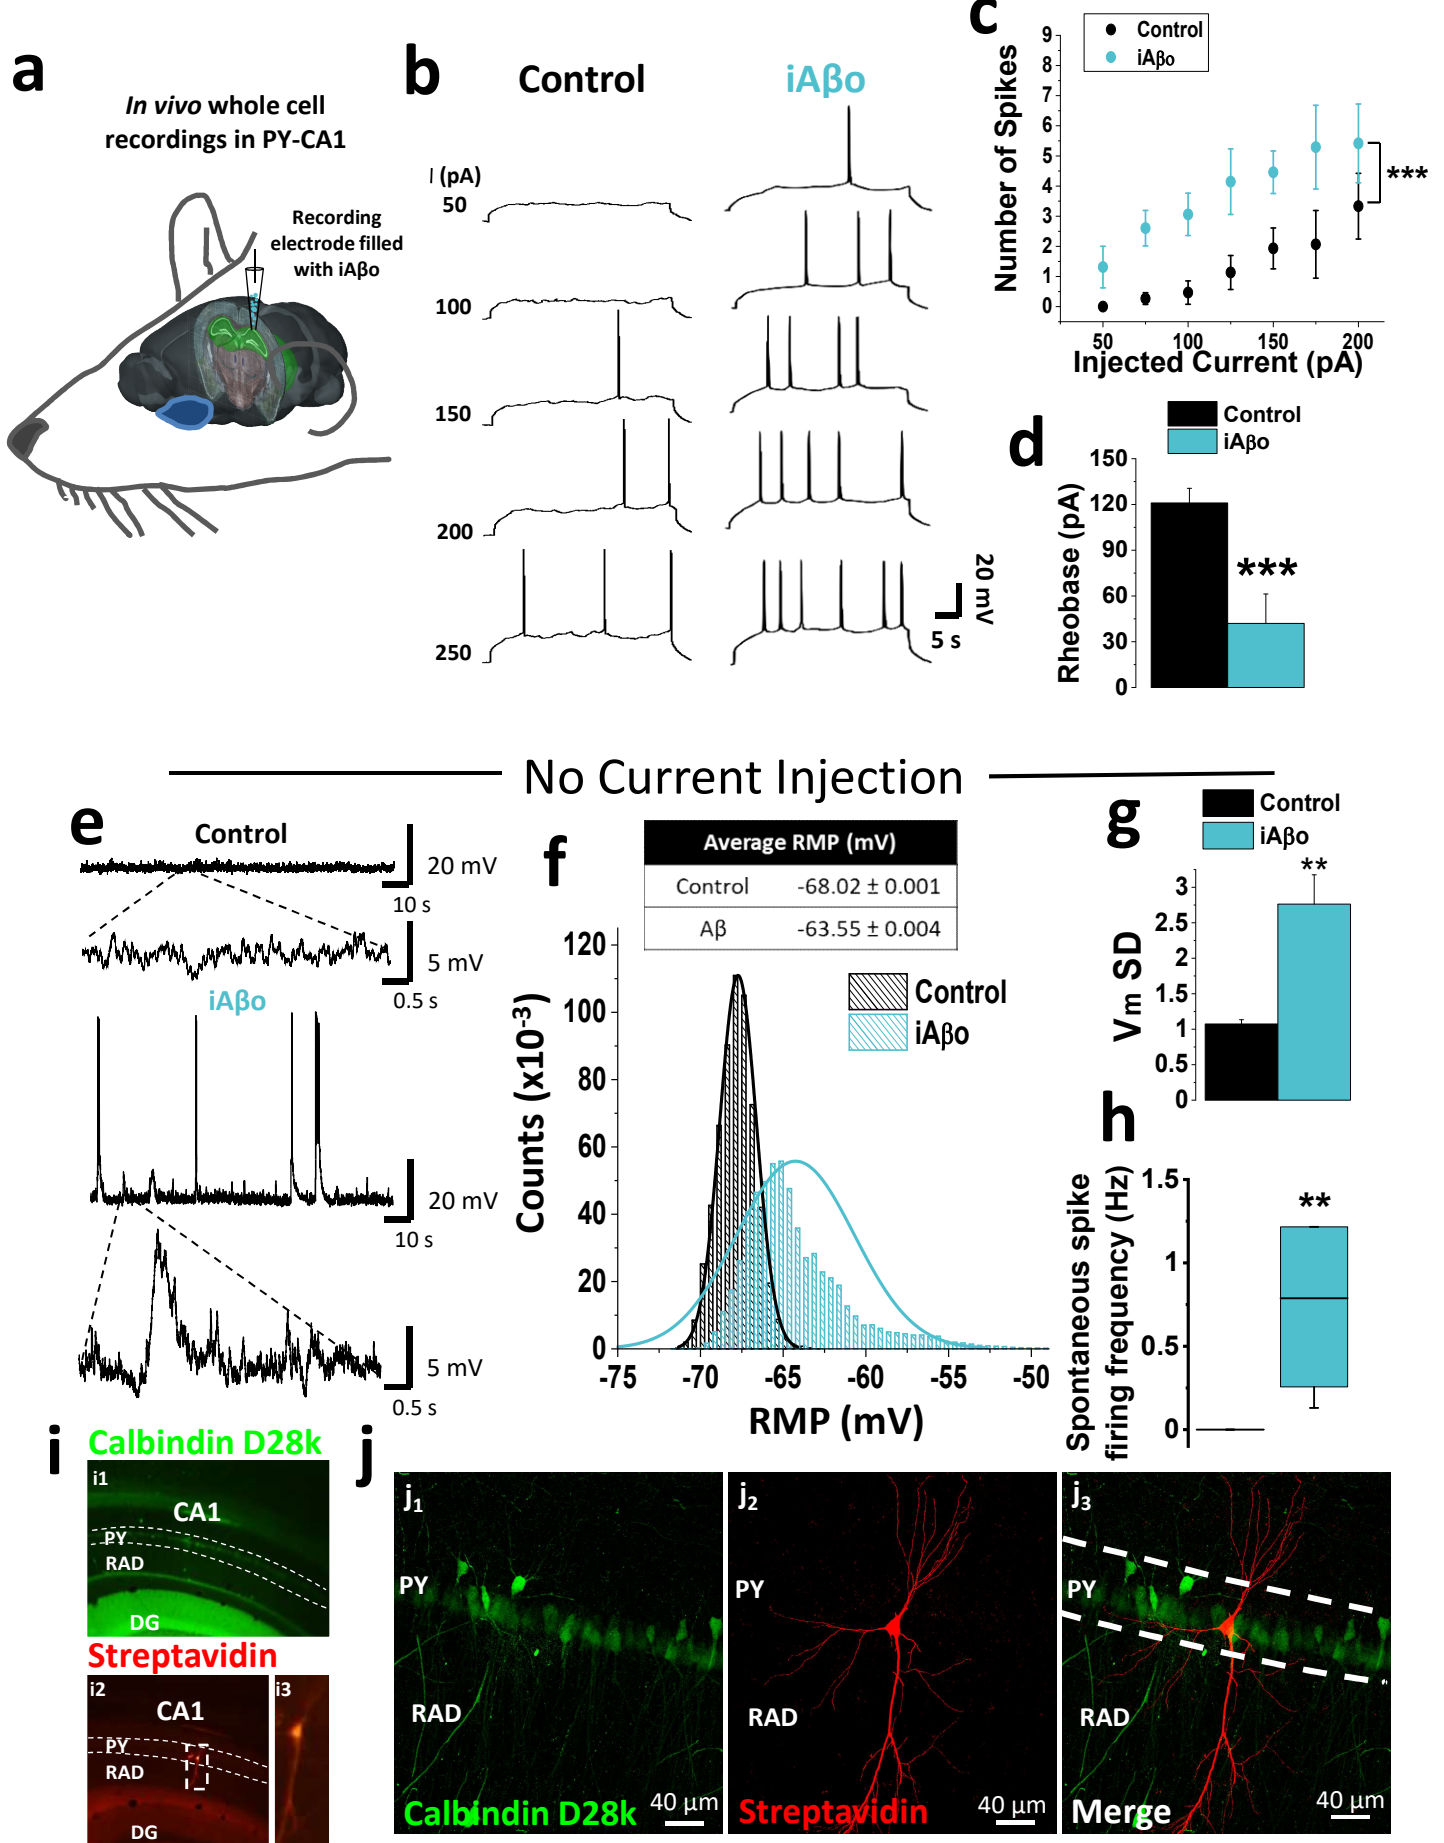 a
In vivo whole cell
recordings in PY-CA1
Recording
electrode filled
with iAβo
b
Control
iAβo
I (pA)
50
100
150
200
250
20 mV
5 s
c
Control
iAβo
Number of Spikes
9
8
7
6
5
4
3
2
1
0
50
100
150
200
Injected Current (pA)
***
d
Control
iAβo
Rheobase (pA)
150
120
90
60
30
0
***
No Current Injection
e
Control
20 mV
10 s
5 mV
0.5 s
iAβo
20 mV
10 s
5 mV
0.5 s
f
Average RMP (mV)
Control -68.02 ± 0.001
Aβ -63.55 ± 0.004
Control
iAβo
Counts (x10-3)
120
100
80
60
40
20
0
-75 -70 -65 -60 -55 -50
RMP (mV)
g
Control
iAβo
Vm SD
3
2.5
2
1.5
1
0.5
0
**
h
Spontaneous spike
firing frequency (Hz)
1.5
1
0.5
0
**
i
Calbindin D28k
i1
CA1
PY
RAD
DG
Streptavidin
i2
CA1
PY
RAD
DG
i3
j
j1
PY
RAD
Calbindin D28k
40 μm
j2
PY
RAD
Streptavidin
40 μm
j3
PY
RAD
Merge
40 μm